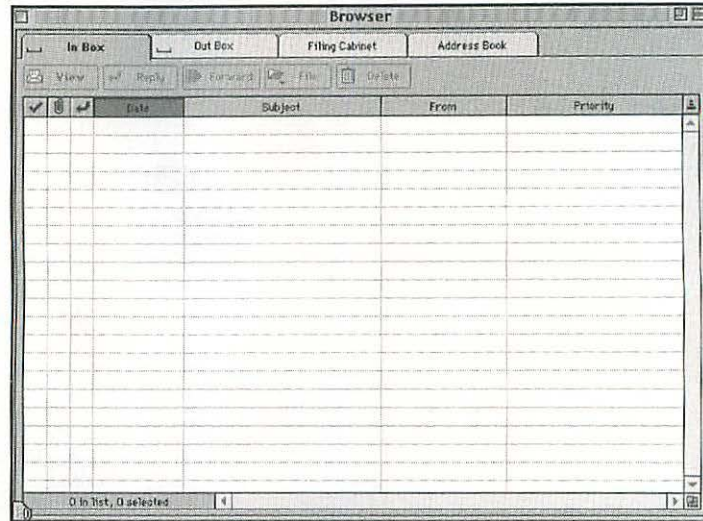 Browser
In Box Out Box Filing Cabinet Address Book
View Reply Forward File Delete
Date Subject From Priority
0 in list, 0 selected